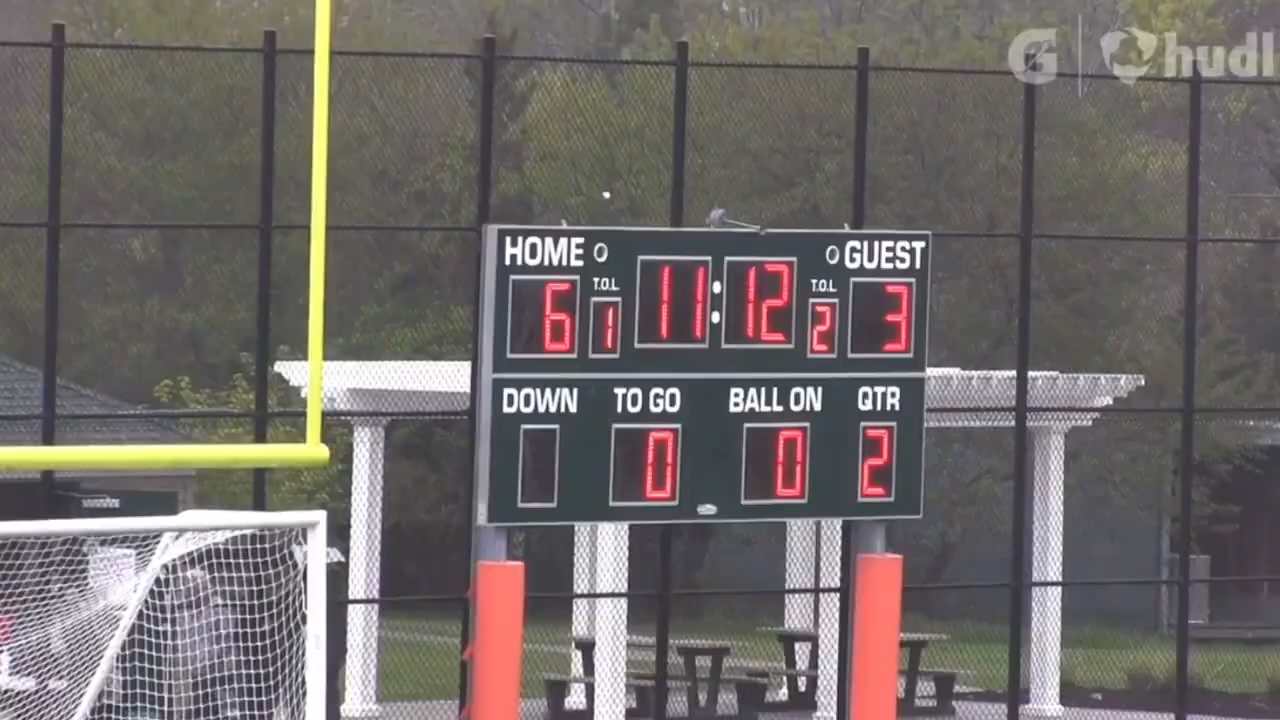 G hudl
HOME GUEST
T.O.L. T.O.L.
6 1 11:12 2 3
DOWN TO GO BALL ON QTR
0 0 2